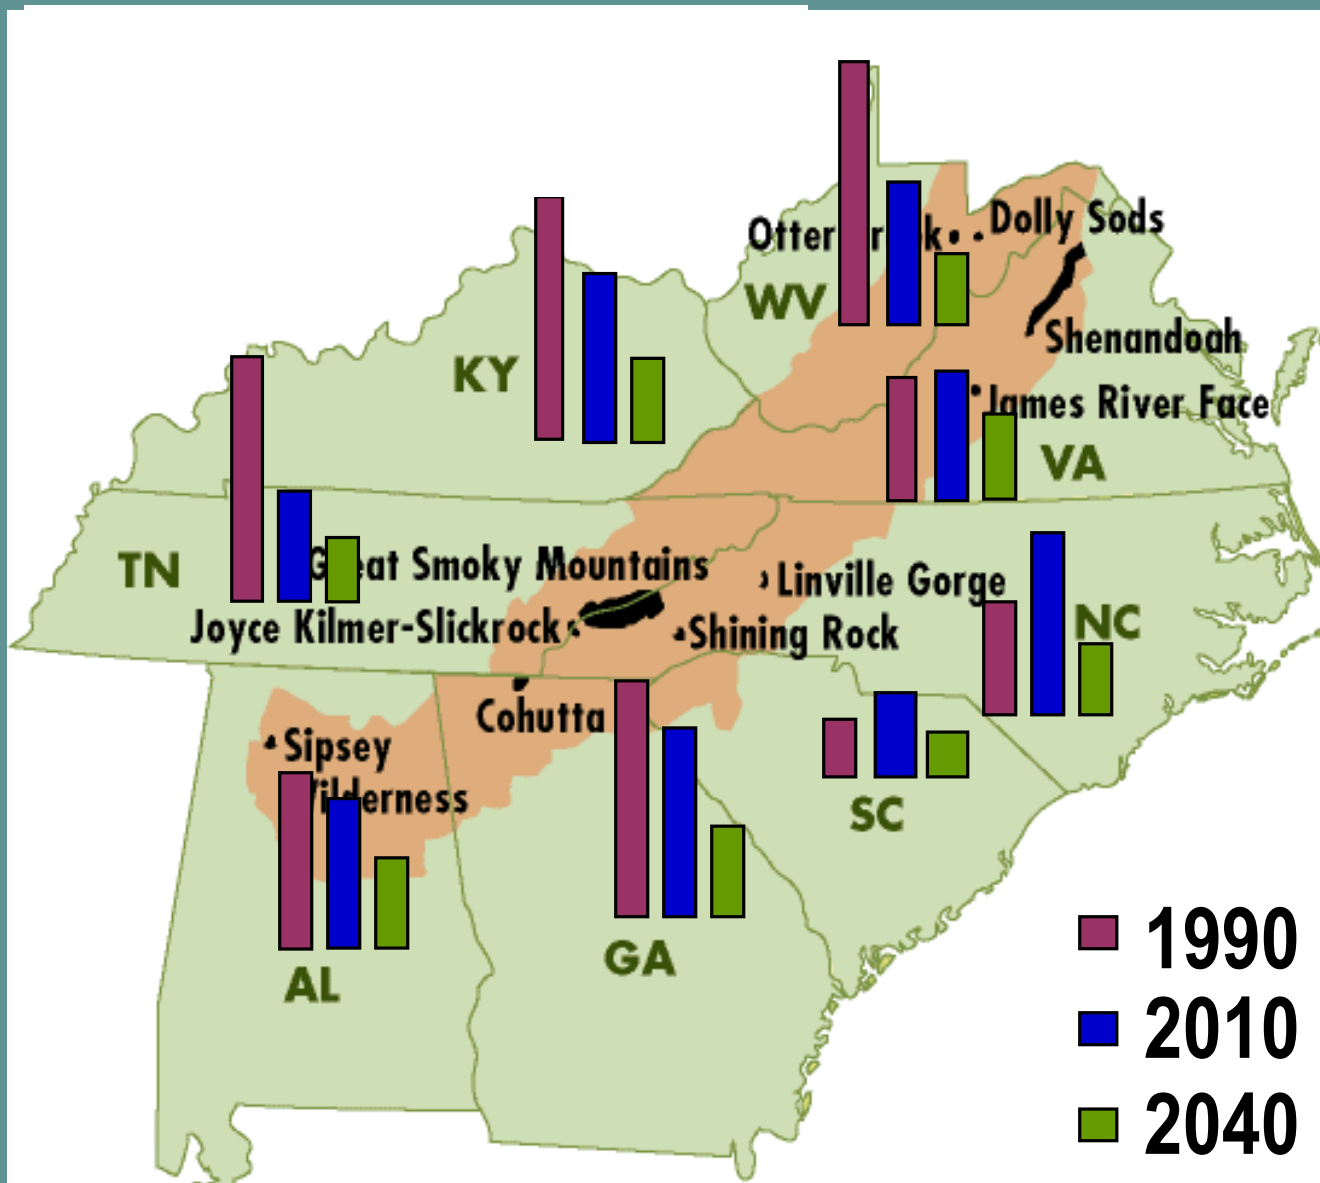 Dolly Sods
Otter
k
WV
Shenandoah
KY
James River Face
VA
TN
Great Smoky Mountains
Linville Gorge
Joyce Kilmer-Slickrock
Shining Rock
NC
Cohutta
Sipsey
Wilderness
SC
GA
AL
1990
2010
2040